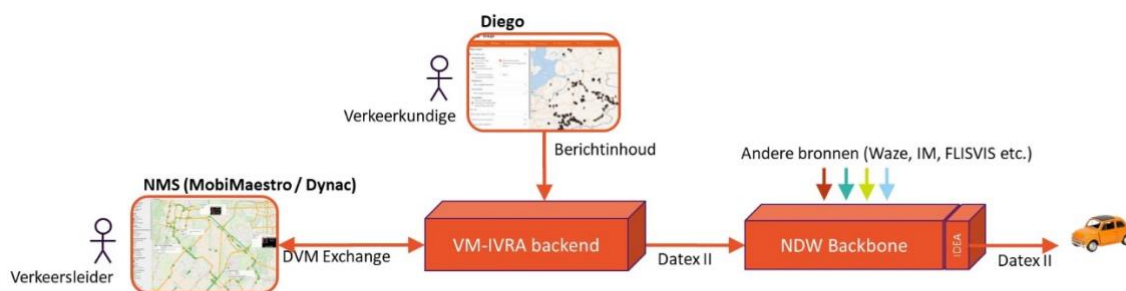 Diego
Verkeerkundige
Berichtinhoud
Andere bronnen (Waze, IM, FLISVIS etc.)
NMS (MobiMaestro / Dynac)
VM-IVRA backend
NDW Backbone
IDEA
DVM Exchange
Datex II
Datex II
Verkeersleider